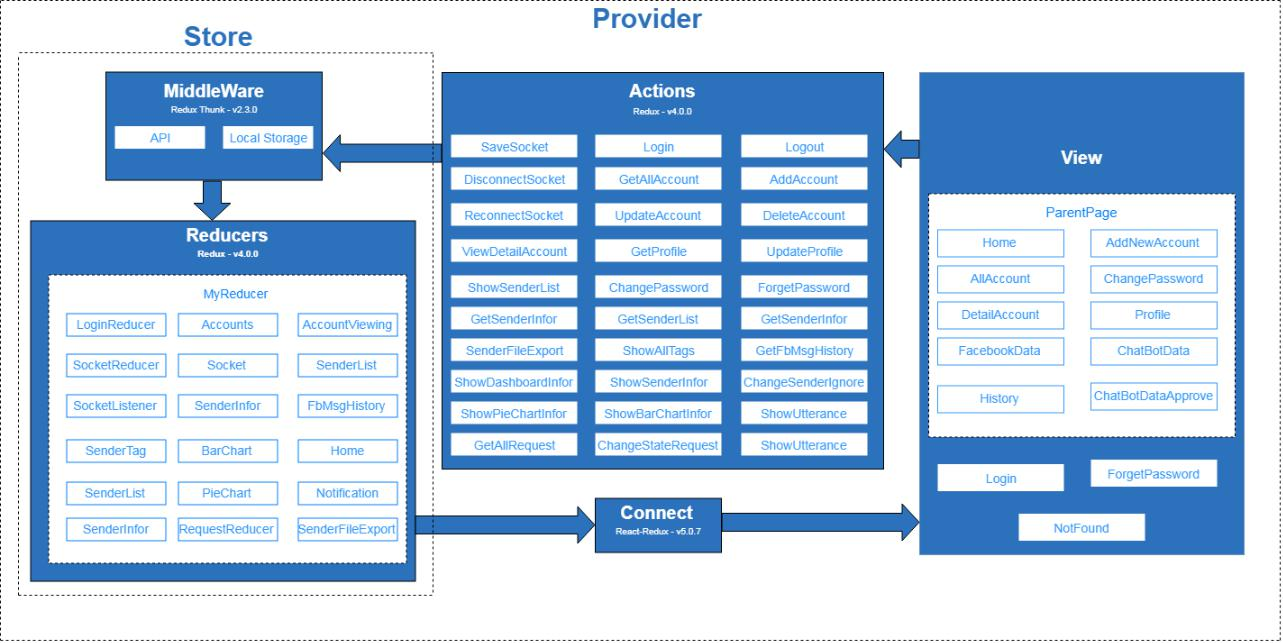 Provider
Store
MiddleWare
Redux Thunk - v2.3.0
API
Local Storage
Reducers
Redux - v4.0.0
MyReducer
LoginReducer
Accounts
AccountViewing
SocketReducer
Socket
SenderList
SocketListener
SenderInfor
FbMsgHistory
SenderTag
BarChart
Home
SenderList
PieChart
Notification
SenderInfor
RequestReducer
SenderFileExport
Actions
Redux - v4.0.0
SaveSocket
Login
Logout
DisconnectSocket
GetAllAccount
AddAccount
ReconnectSocket
UpdateAccount
DeleteAccount
ViewDetailAccount
GetProfile
UpdateProfile
ShowSenderList
ChangePassword
ForgetPassword
GetSenderInfor
GetSenderList
GetSenderInfor
SenderFileExport
ShowAllTags
GetFbMsgHistory
ShowDashboardInfor
ShowSenderInfor
ChangeSenderIgnore
ShowPieChartInfor
ShowBarChartInfor
ShowUtterance
GetAllRequest
ChangeStateRequest
ShowUtterance
Connect
React-Redux - v5.0.7
View
ParentPage
Home
AddNewAccount
AllAccount
ChangePassword
DetailAccount
Profile
FacebookData
ChatBotData
History
ChatBotDataApprove
Login
ForgetPassword
NotFound